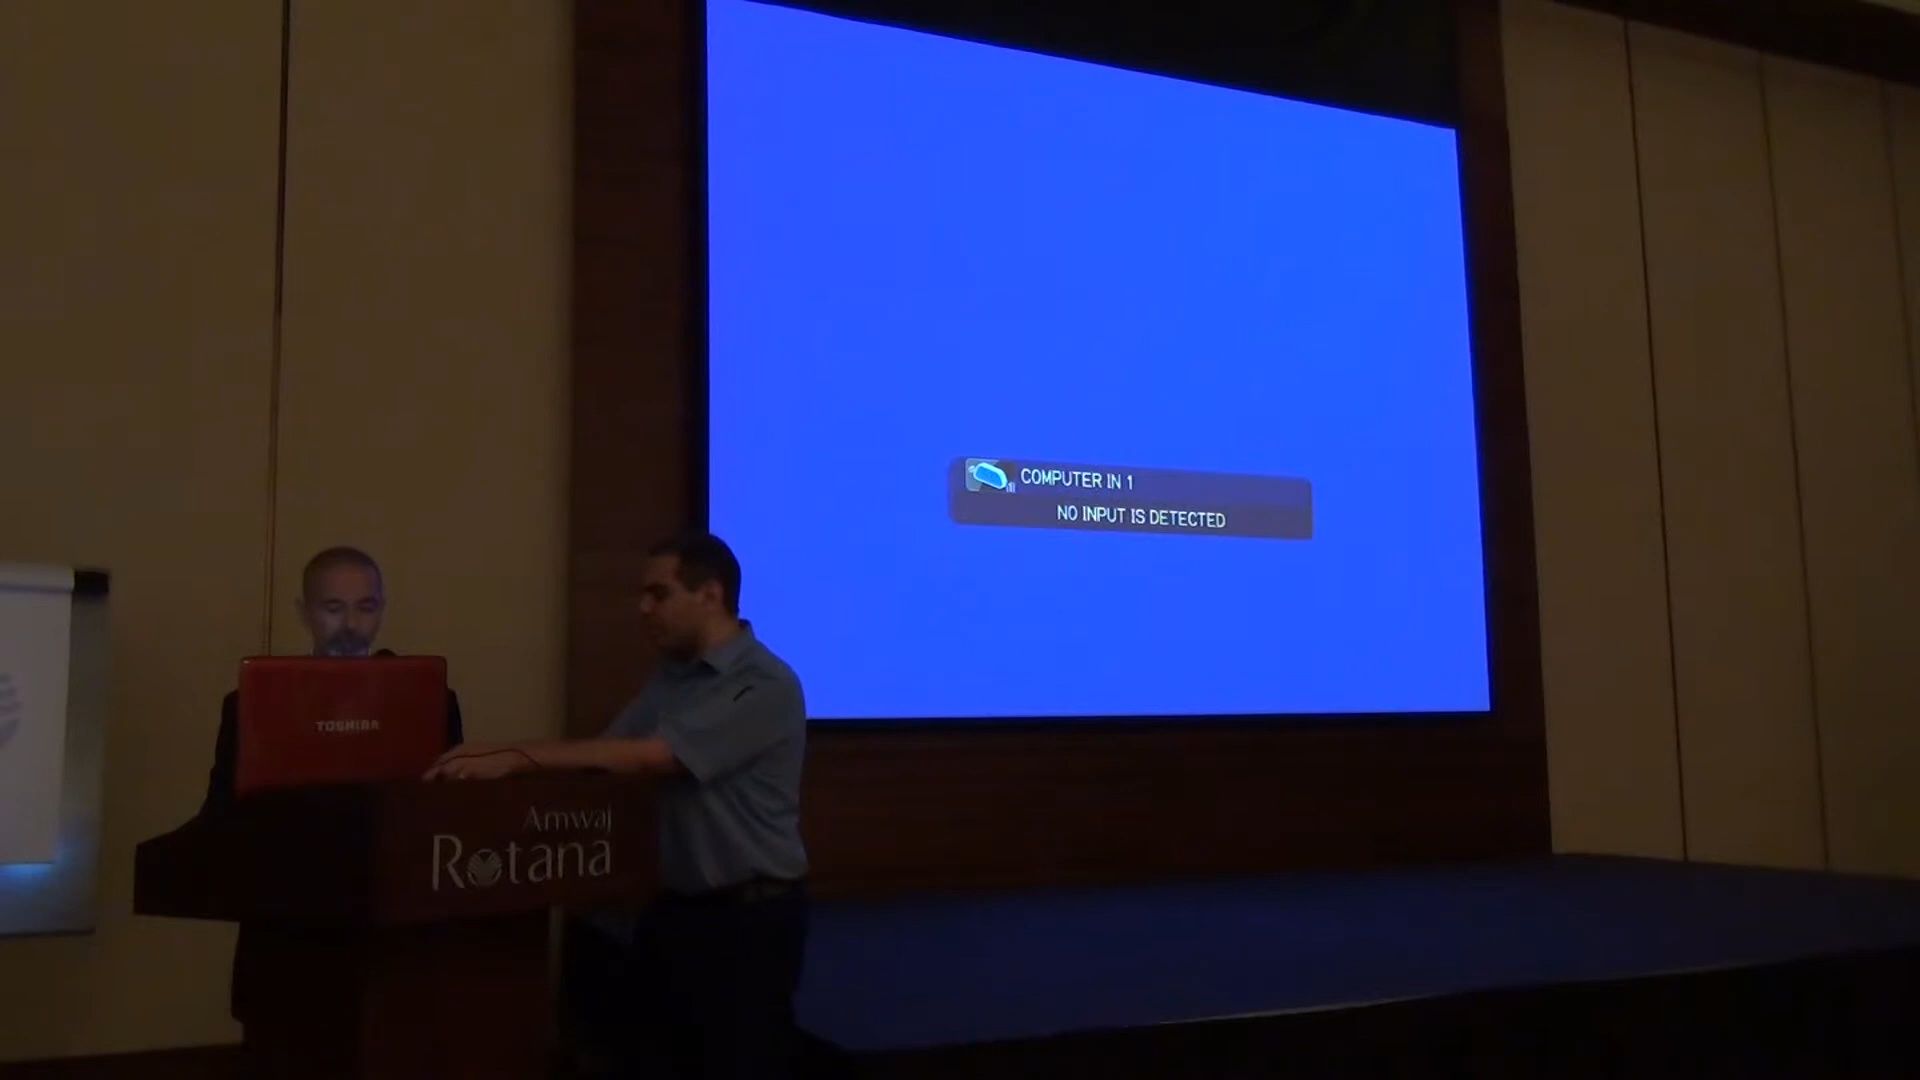 COMPUTER IN 1
NO INPUT IS DETECTED
TOSHIBA
Amwaj
Rotana